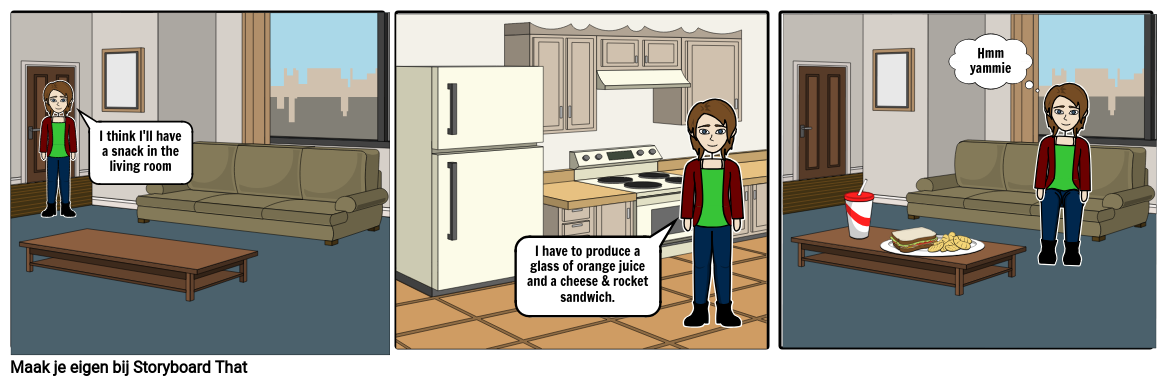 I think I'll have
a snack in the
living room
I have to produce a
glass of orange juice
and a cheese & rocket
sandwich.
Hmm
yammie
Maak je eigen bij Storyboard That